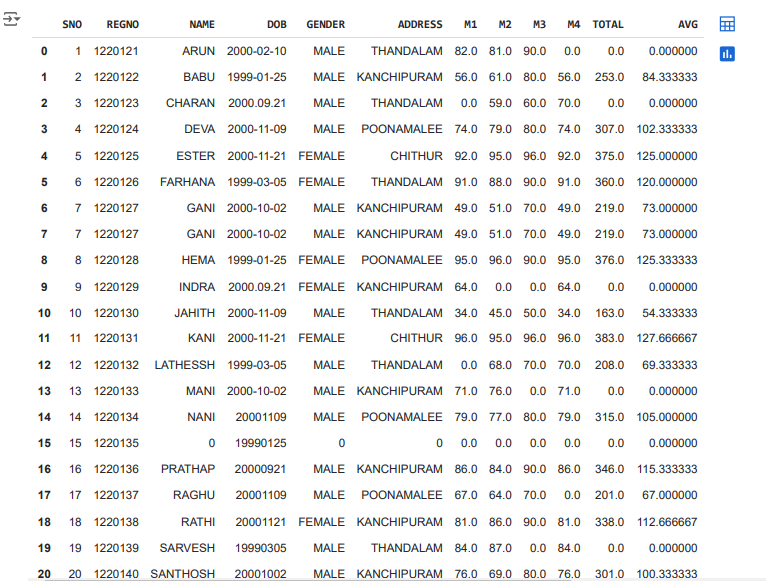 SNO REGNO NAME DOB GENDER ADDRESS M1 M2 M3 M4 TOTAL AVG
0 1 1220121 ARUN 2000-02-10 MALE THANDALAM 82.0 81.0 90.0 0.0 0.0 0.000000
1 2 1220122 BABU 1999-01-25 MALE KANCHIPURAM 56.0 61.0 80.0 56.0 253.0 84.333333
2 3 1220123 CHARAN 2000.09.21 MALE THANDALAM 0.0 59.0 60.0 70.0 0.0 0.000000
3 4 1220124 DEVA 2000-11-09 MALE POONAMALEE 74.0 79.0 80.0 74.0 307.0 102.333333
4 5 1220125 ESTER 2000-11-21 FEMALE CHITHUR 92.0 95.0 96.0 92.0 375.0 125.000000
5 6 1220126 FARHANA 1999-03-05 FEMALE THANDALAM 91.0 88.0 90.0 91.0 360.0 120.000000
6 7 1220127 GANI 2000-10-02 MALE KANCHIPURAM 49.0 51.0 70.0 49.0 219.0 73.000000
7 7 1220127 GANI 2000-10-02 MALE KANCHIPURAM 49.0 51.0 70.0 49.0 219.0 73.000000
8 8 1220128 HEMA 1999-01-25 FEMALE POONAMALEE 95.0 96.0 90.0 95.0 376.0 125.333333
9 9 1220129 INDRA 2000.09.21 FEMALE KANCHIPURAM 64.0 0.0 0.0 64.0 0.0 0.000000
10 10 1220130 JAHITH 2000-11-09 MALE THANDALAM 34.0 45.0 50.0 34.0 163.0 54.333333
11 11 1220131 KANI 2000-11-21 FEMALE CHITHUR 96.0 95.0 96.0 96.0 383.0 127.666667
12 12 1220132 LATHESSH 1999-03-05 MALE THANDALAM 0.0 68.0 70.0 70.0 208.0 69.333333
13 13 1220133 MANI 2000-10-02 MALE KANCHIPURAM 71.0 76.0 0.0 71.0 0.0 0.000000
14 14 1220134 NANI 20001109 MALE POONAMALEE 79.0 77.0 80.0 79.0 315.0 105.000000
15 15 1220135 0 19990125 0 0 0.0 0.0 0.0 0.0 0.0 0.000000
16 16 1220136 PRATHAP 20000921 MALE KANCHIPURAM 86.0 84.0 90.0 86.0 346.0 115.333333
17 17 1220137 RAGHU 20001109 MALE POONAMALEE 67.0 64.0 70.0 0.0 201.0 67.000000
18 18 1220138 RATHI 20001121 FEMALE KANCHIPURAM 81.0 86.0 90.0 81.0 338.0 112.666667
19 19 1220139 SARVESH 19990305 MALE THANDALAM 84.0 87.0 0.0 84.0 0.0 0.000000
20 20 1220140 SANTHOSH 20001002 MALE KANCHIPURAM 76.0 69.0 80.0 76.0 301.0 100.333333